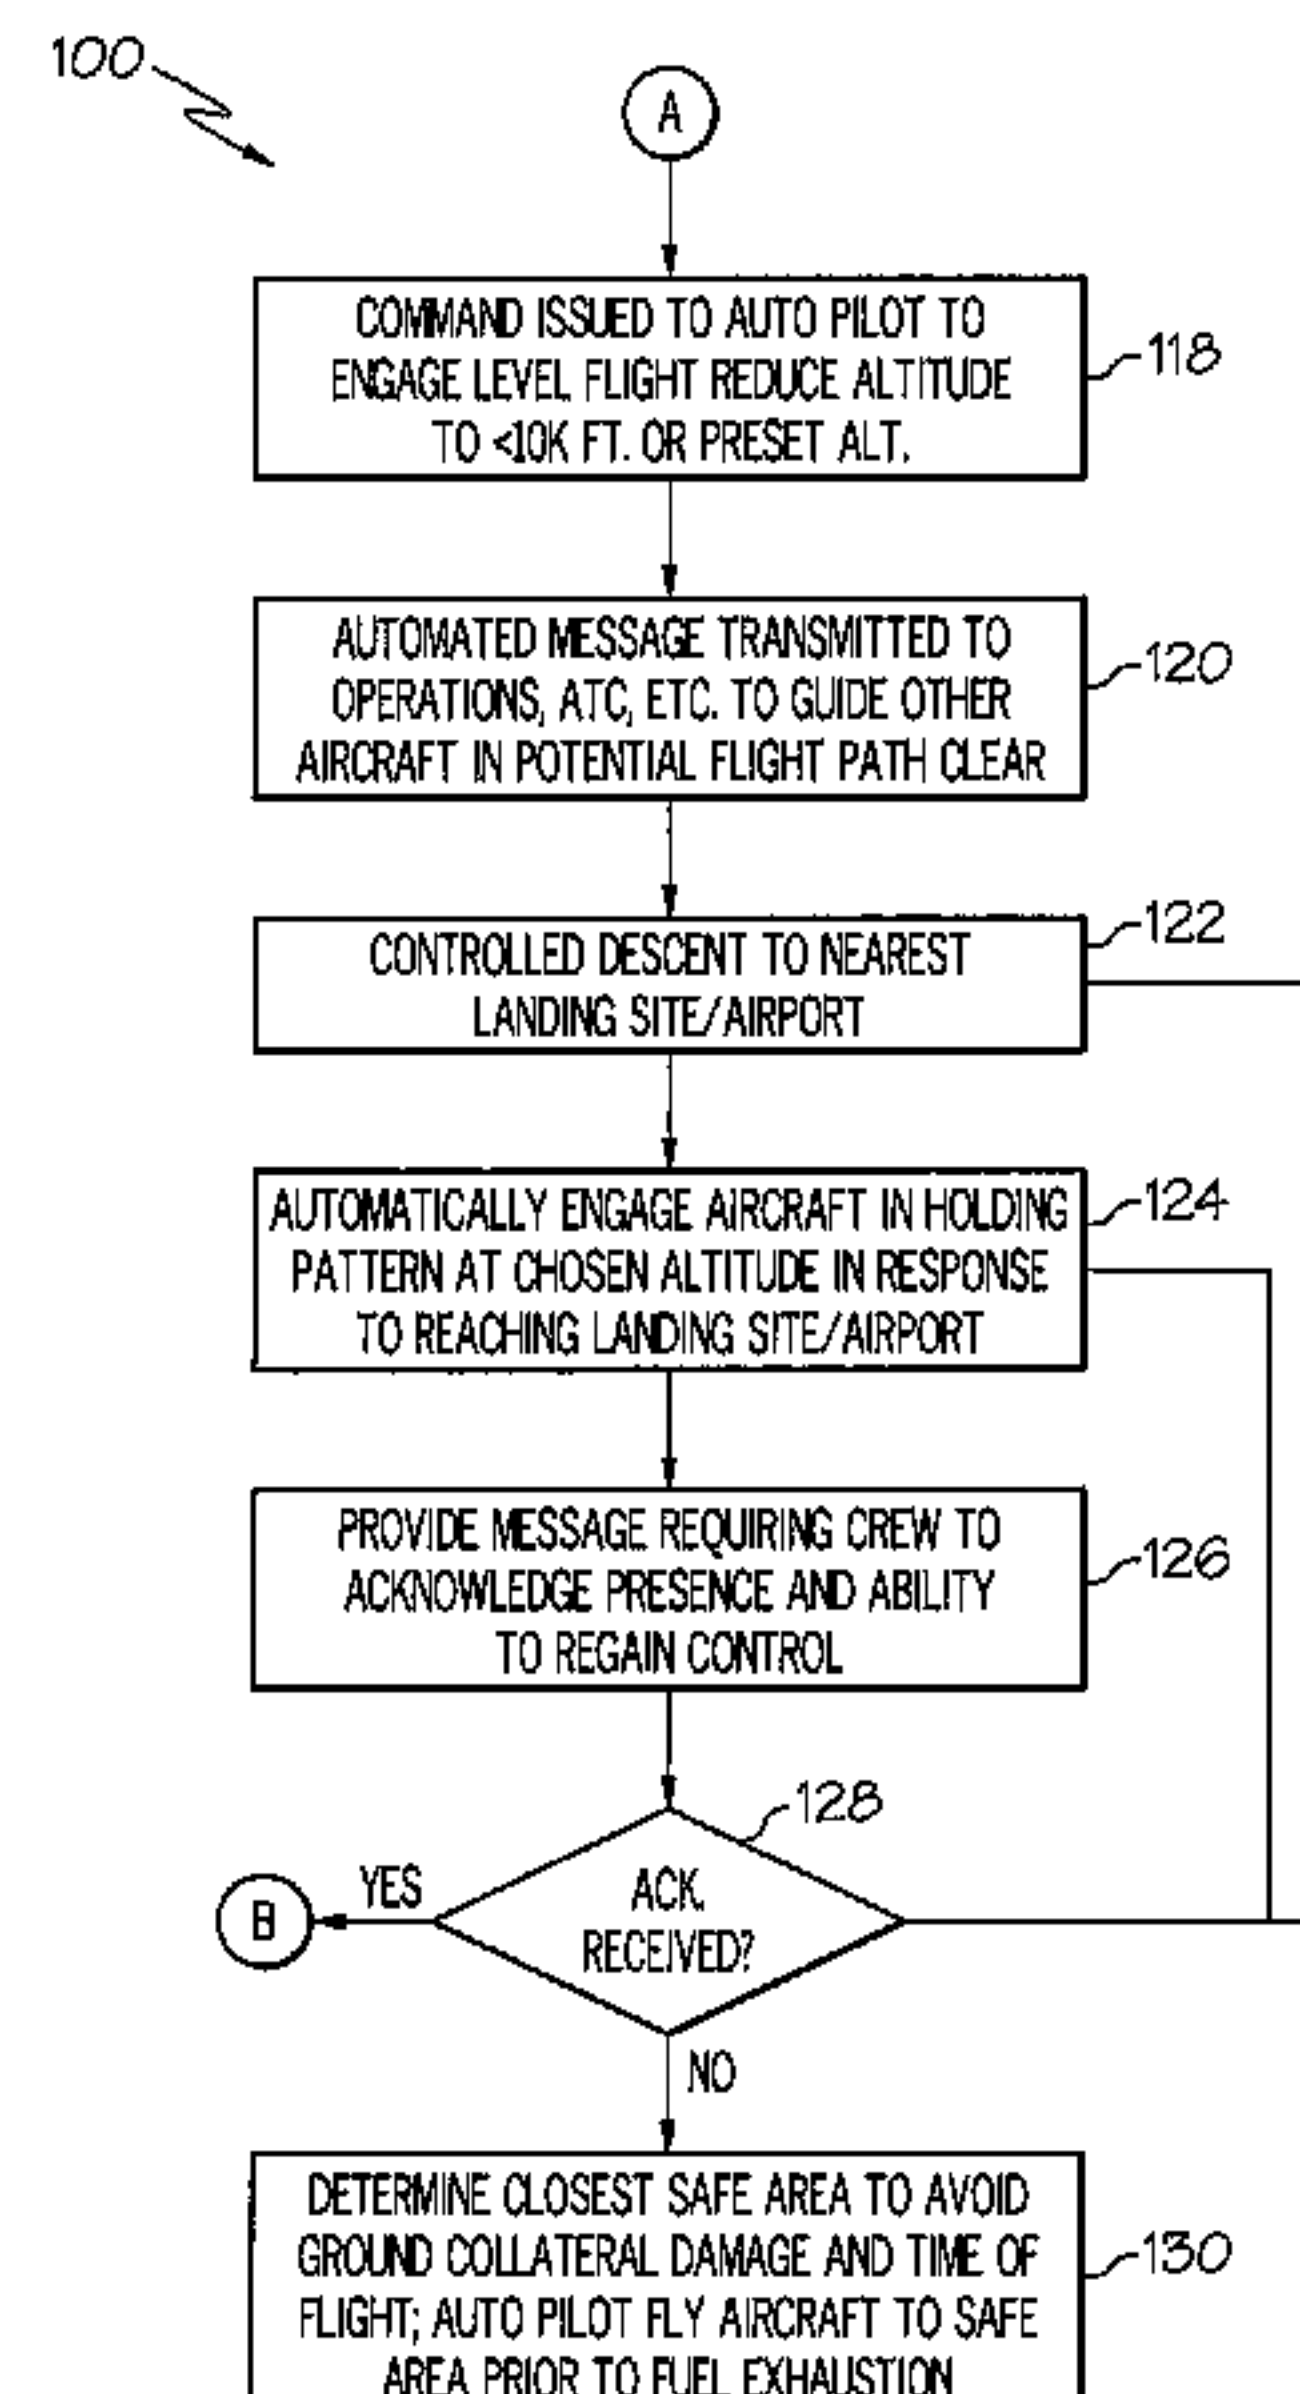 100
A
COMMAND ISSUED TO AUTO PILOT TO
ENGAGE LEVEL FLIGHT REDUCE ALTITUDE
TO <10K FT. OR PRESET ALT.
118
AUTOMATED MESSAGE TRANSMITTED TO
OPERATIONS, ATC, ETC. TO GUIDE OTHER
AIRCRAFT IN POTENTIAL FLIGHT PATH CLEAR
120
CONTROLLED DESCENT TO NEAREST
LANDING SITE/AIRPORT
122
AUTOMATICALLY ENGAGE AIRCRAFT IN HOLDING
PATTERN AT CHOSEN ALTITUDE IN RESPONSE
TO REACHING LANDING SITE/AIRPORT
124
PROVIDE MESSAGE REQUIRING CREW TO
ACKNOWLEDGE PRESENCE AND ABILITY
TO REGAIN CONTROL
126
128
ACK.
RECEIVED?
YES
B
NO
DETERMINE CLOSEST SAFE AREA TO AVOID
GROUND COLLATERAL DAMAGE AND TIME OF
FLIGHT; AUTO PILOT FLY AIRCRAFT TO SAFE
AREA PRIOR TO FUEL EXHAUSTION
130